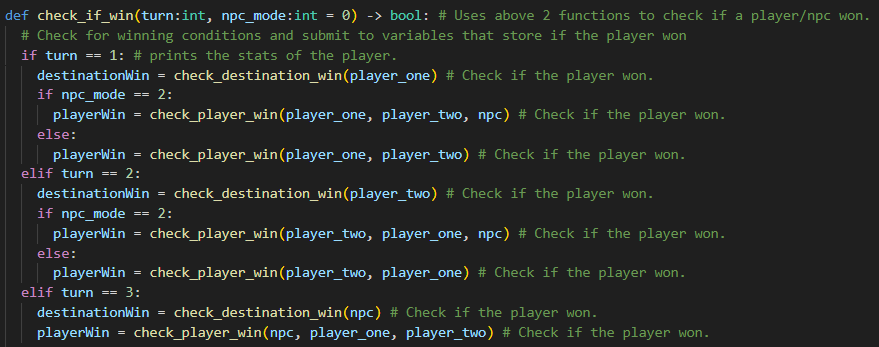 def check_if_win(turn:int, npc_mode:int = 0) -> bool: # Uses above 2 functions to check if a player/npc won.
# Check for winning conditions and submit to variables that store if the player won
if turn == 1: # prints the stats of the player.
destinationWin = check_destination_win(player_one) # Check if the player won.
if npc_mode == 2:
playerWin = check_player_win(player_one, player_two, npc) # Check if the player won.
else:
playerWin = check_player_win(player_one, player_two) # Check if the player won.
elif turn == 2:
destinationWin = check_destination_win(player_two) # Check if the player won.
if npc_mode == 2:
playerWin = check_player_win(player_two, player_one, npc) # Check if the player won.
else:
playerWin = check_player_win(player_two, player_one) # Check if the player won.
elif turn == 3:
destinationWin = check_destination_win(npc) # Check if the player won.
playerWin = check_player_win(npc, player_one, player_two) # Check if the player won.